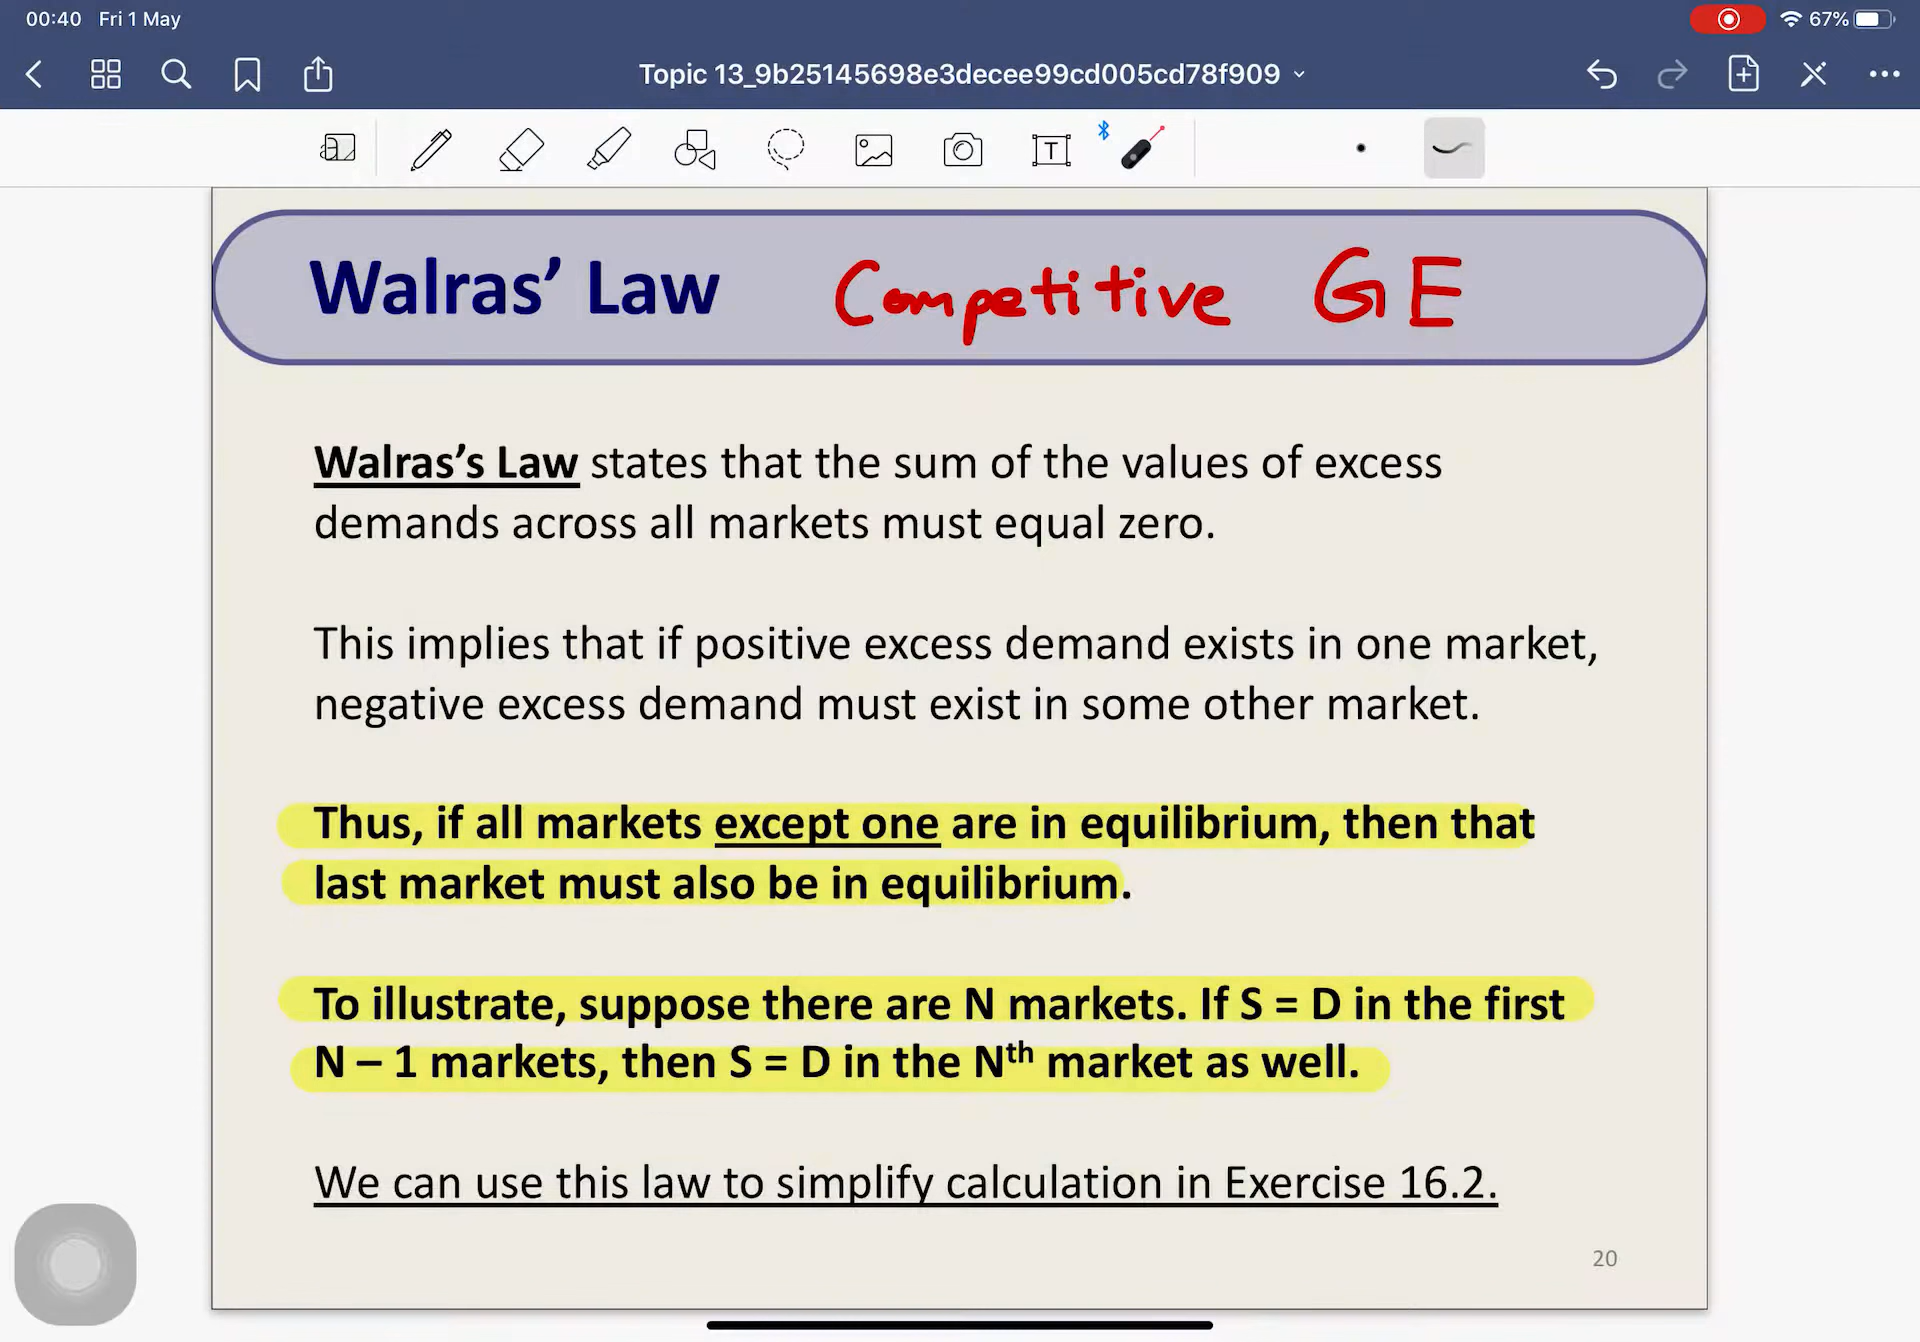 00:40 Fri 1 May
67%
Topic 13_9b25145698e3decee99cd005cd78f909
Walras’ Law Competitive GE
Walras’s Law states that the sum of the values of excess
demands across all markets must equal zero.
This implies that if positive excess demand exists in one market,
negative excess demand must exist in some other market.
Thus, if all markets except one are in equilibrium, then that
last market must also be in equilibrium.
To illustrate, suppose there are N markets. If S = D in the first
N – 1 markets, then S = D in the Nth market as well.
We can use this law to simplify calculation in Exercise 16.2.
20